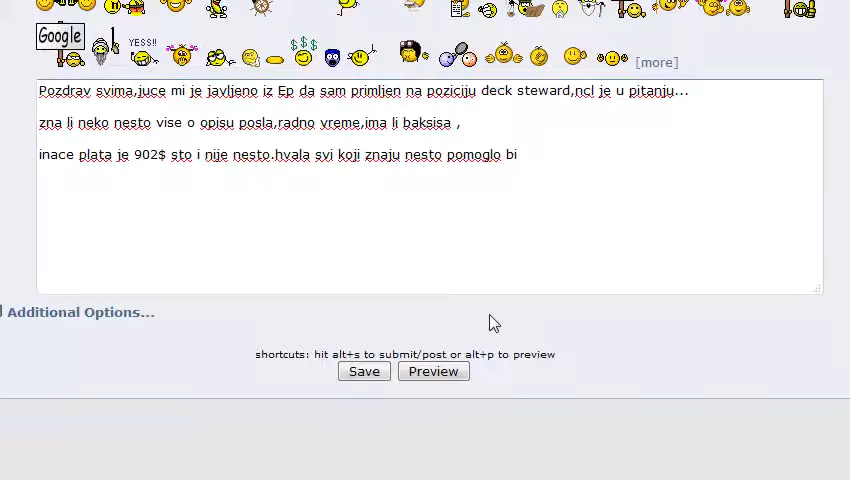 YES!!
$$$
Google
[more]
Pozdrav svima,juce mi je javljeno iz Ep da sam primljen na poziciju deck steward,ncl je u pitanju...
zna li neko nesto vise o opisu posla,radno vreme,ima li baksisa ,
inace plata je 902$ sto i nije nesto.hvala svi koji znaju nesto pomoglo bi
Additional Options...
shortcuts: hit alt+s to submit/post or alt+p to preview
Save Preview